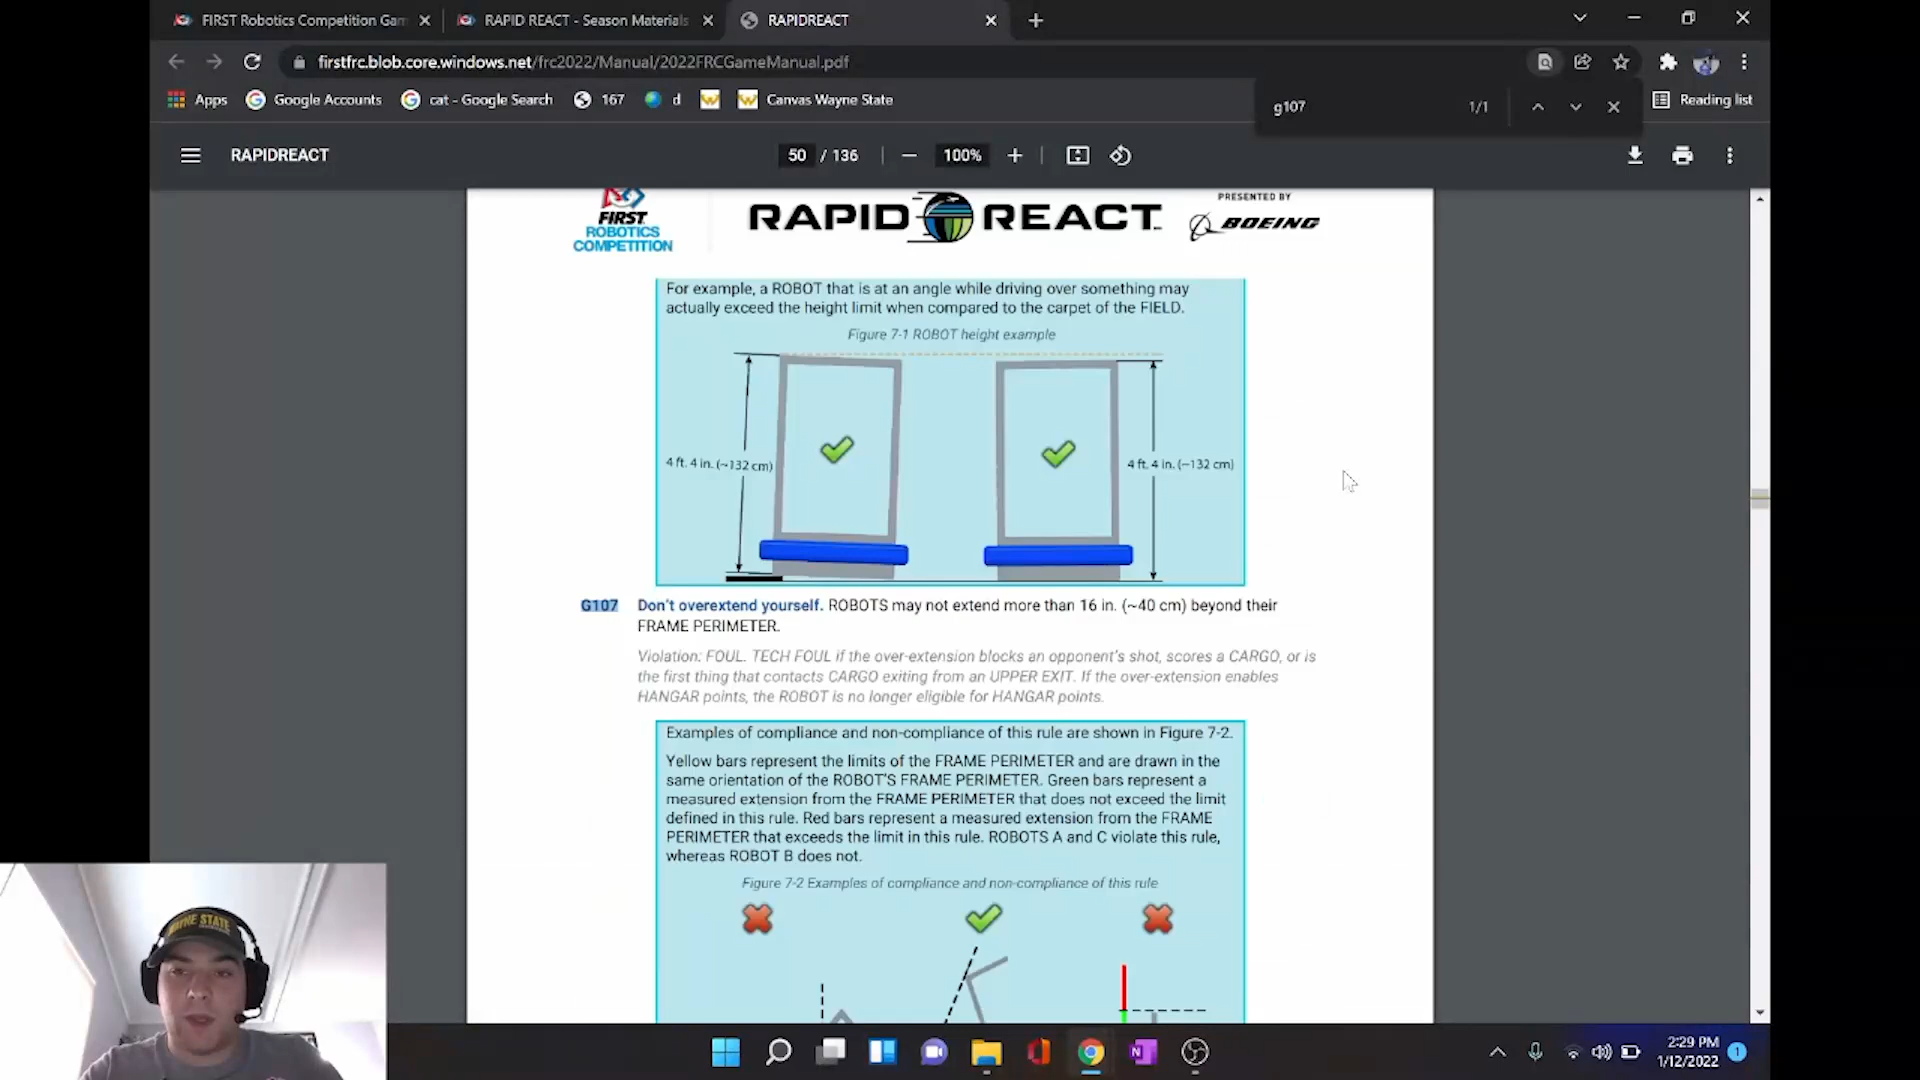 FIRST Robotics Competition Gam
RAPID REACT - Season Materials
RAPIDREACT
firstfrc.blob.core.windows.net/frc2022/Manual/2022FRCGameManual.pdf
Apps
Google Accounts
cat - Google Search
167
d
Canvas Wayne State
g107
1/1
Reading list
RAPIDREACT
50 / 136
100%
FIRST
ROBOTICS
COMPETITION
RAPID REACT
PRESENTED BY
BOEING
For example, a ROBOT that is at an angle while driving over something may
actually exceed the height limit when compared to the carpet of the FIELD.
Figure 7-1 ROBOT height example
4 ft. 4 in. (~132 cm)
4 ft. 4 in. (~132 cm)
G107 Don't overextend yourself. ROBOTS may not extend more than 16 in. (~40 cm) beyond their
FRAME PERIMETER.
Violation: FOUL. TECH FOUL if the over-extension blocks an opponent's shot, scores a CARGO, or is
the first thing that contacts CARGO exiting from an UPPER EXIT. If the over-extension enables
HANGAR points, the ROBOT is no longer eligible for HANGAR points.
Examples of compliance and non-compliance of this rule are shown in Figure 7-2.
Yellow bars represent the limits of the FRAME PERIMETER and are drawn in the
same orientation of the ROBOT'S FRAME PERIMETER. Green bars represent a
measured extension from the FRAME PERIMETER that does not exceed the limit
defined in this rule. Red bars represent a measured extension from the FRAME
PERIMETER that exceeds the limit in this rule. ROBOTS A and C violate this rule,
whereas ROBOT B does not.
Figure 7-2 Examples of compliance and non-compliance of this rule
WAYNE STATE
2:29 PM
1/12/2022
1